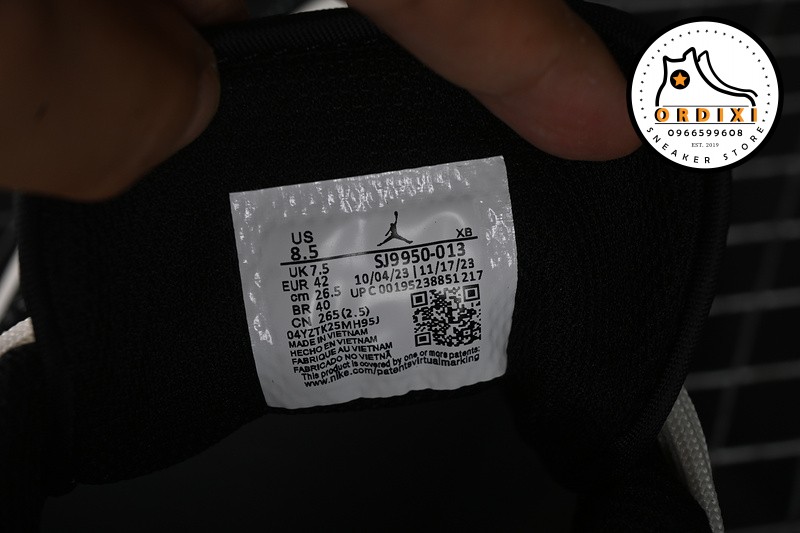 ORDIXI
0966599608
EST. 2019
SNEAKER STORE
US
8.5
XB
UK 7.5
EUR 42
cm 26.5
BR 40
CN 265(2.5)
SJ9950-013
10/04/23 | 11/17/23
UPC 00195238851217
04YZTK25MH95J
MADE IN VIETNAM
HECHO EN VIETNAM
FABRIQUE AU VIETNAM
FABRICADO NO VIETNÃ
This product is covered by one or more patents:
www.nike.com/patentsvirtualmarking